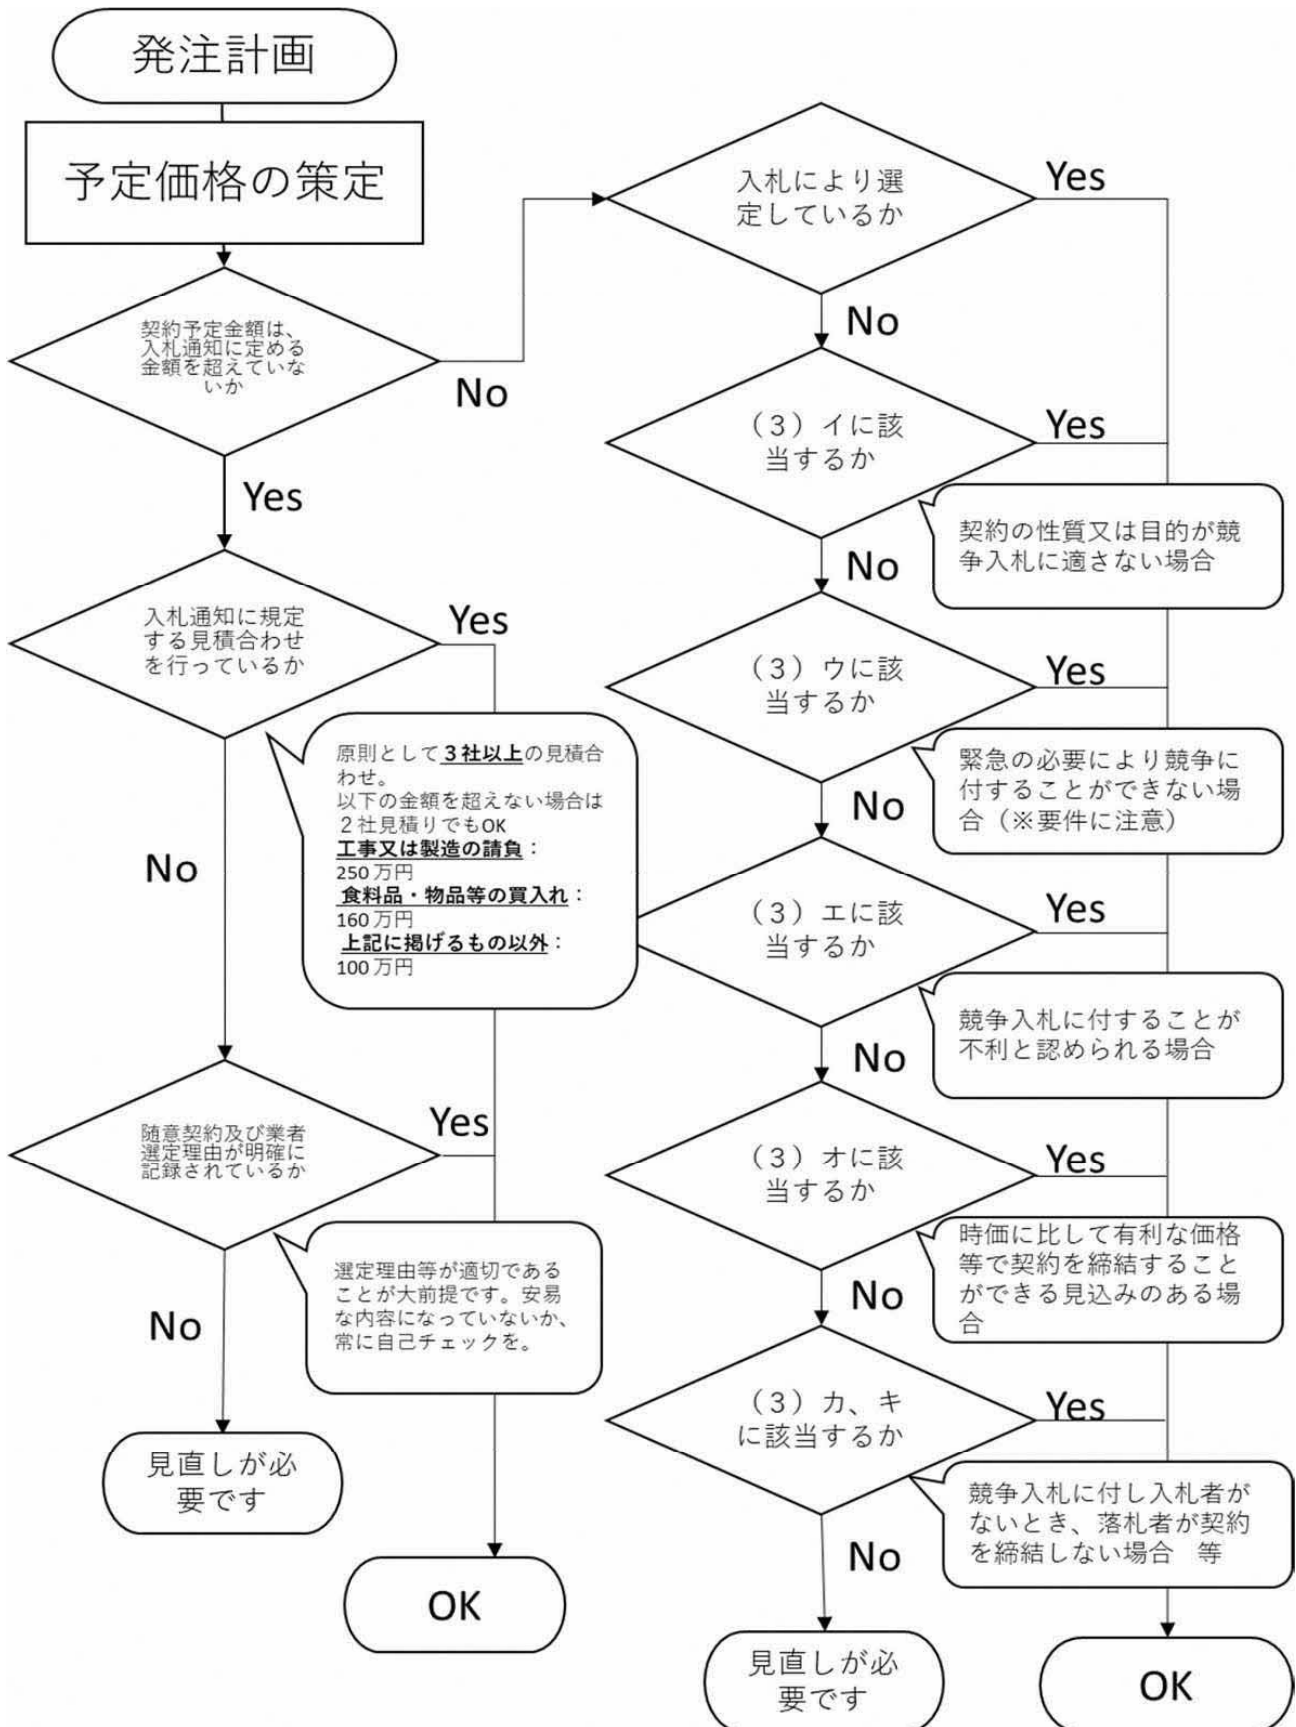 発注計画
予定価格の策定
契約予定金額は、
入札通知に定める
金額を超えていな
いか
No
Yes
入札通知に規定
する見積合わせ
を行っているか
Yes
原則として３社以上の見積合
わせ。
以下の金額を超えない場合は
２社見積りでもOK
工事又は製造の請負：
250 万円
食料品・物品等の買入れ：
160 万円
上記に掲げるもの以外：
100 万円
No
随意契約及び業者
選定理由が明確に
記録されているか
Yes
選定理由等が適切である
ことが大前提です。安易
な内容になっていないか、
常に自己チェックを。
No
見直しが必
要です
OK
入札により選
定しているか
Yes
No
（３）イに該
当するか
Yes
契約の性質又は目的が競
争入札に適さない場合
No
（３）ウに該
当するか
Yes
緊急の必要により競争に
付することができない場
合（※要件に注意）
No
（３）エに該
当するか
Yes
競争入札に付することが
不利と認められる場合
No
（３）オに該
当するか
Yes
時価に比して有利な価格
等で契約を締結すること
ができる見込みのある場
合
No
（３）カ、キ
に該当するか
Yes
競争入札に付し入札者が
ないとき、落札者が契約
を締結しない場合　等
No
見直しが必
要です
OK